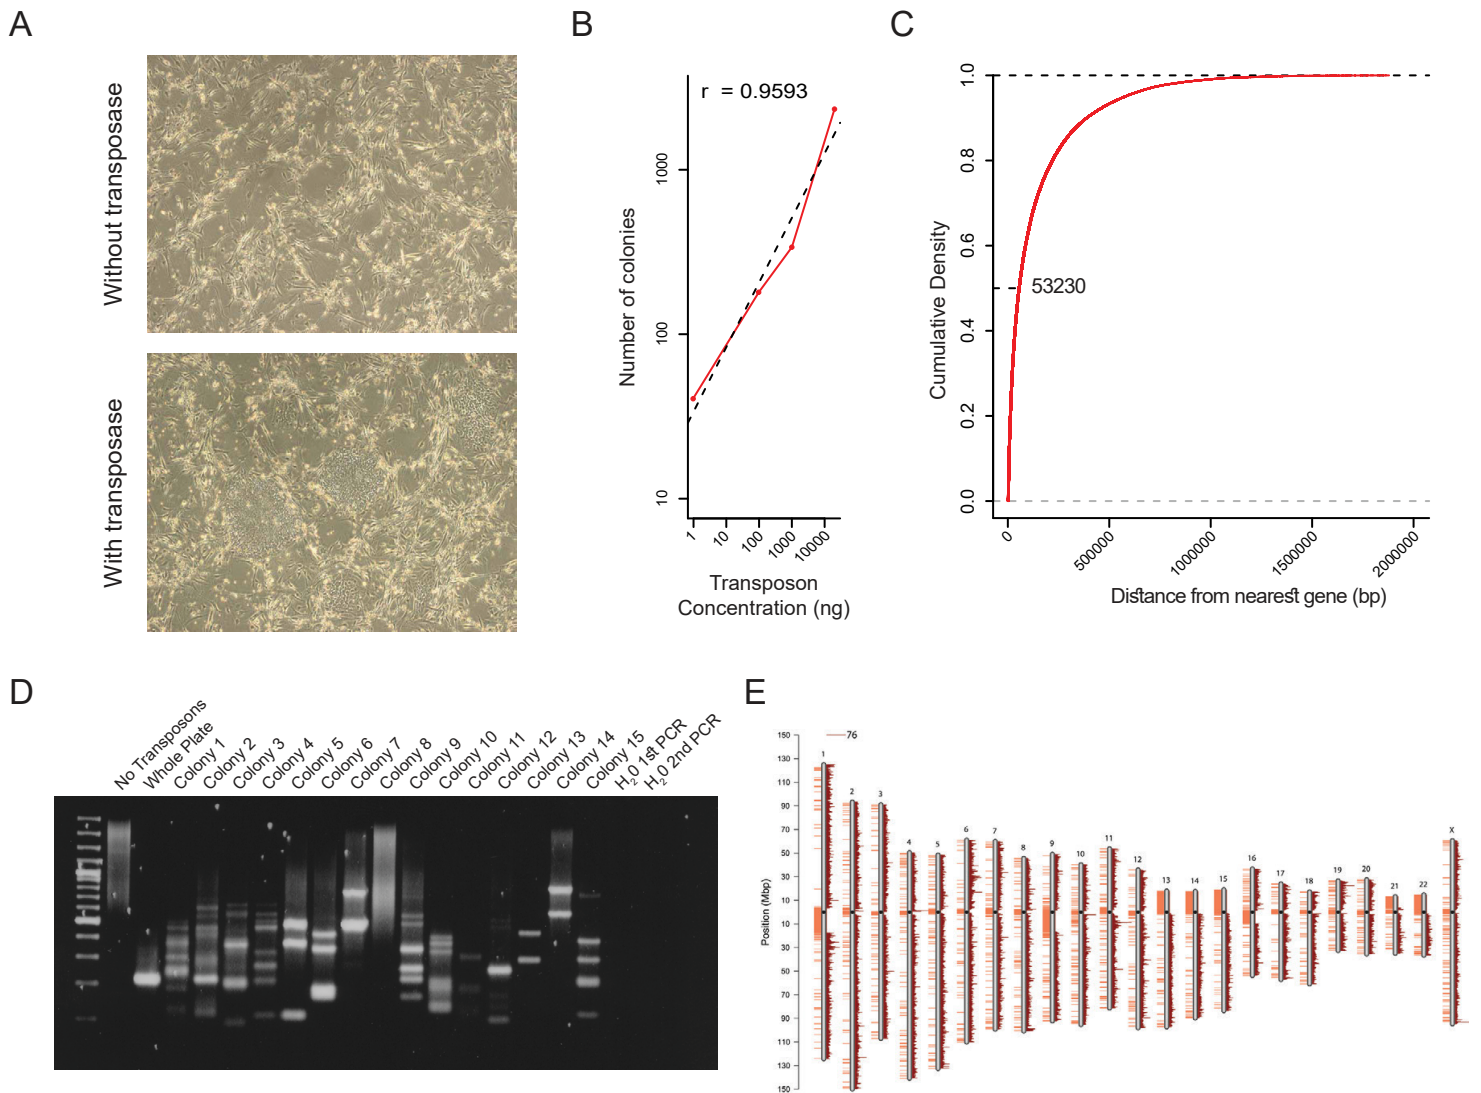 A
Without transposase
With transposase
B
r = 0.9593
Number of colonies
1000
100
10
1
10
100
1000
10000
Transposon
Concentration (ng)
C
Cumulative Density
1.0
0.8
0.6
0.4
0.2
0.0
53230
0
500000
1000000
1500000
2000000
Distance from nearest gene (bp)
D
No Transposons
Whole Plate
Colony 1
Colony 2
Colony 3
Colony 4
Colony 5
Colony 6
Colony 7
Colony 8
Colony 9
Colony 10
Colony 11
Colony 12
Colony 13
Colony 14
Colony 15
H₂0 1st PCR
H₂0 2nd PCR
E
Position (Mbp)
150
130
110
90
70
50
30
10
10
30
50
70
90
110
130
150
76
1
2
3
4
5
6
7
8
9
10
11
12
13
14
15
16
17
18
19
20
21
22
X